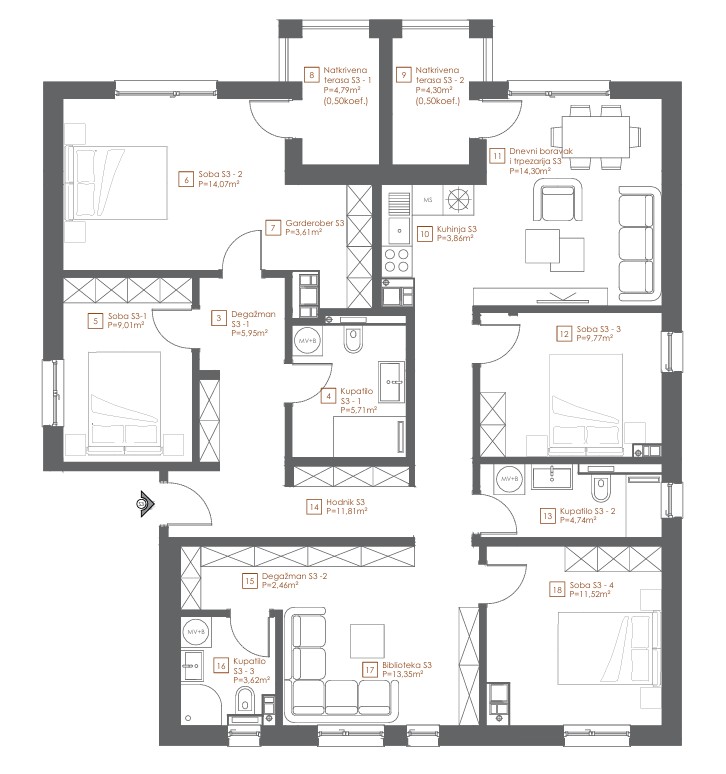 8
Natkrivena
terasa S3 - 1
P=4,79m²
(0,50koef.)
9
Natkrivena
terasa S3 - 2
P=4,30m²
(0,50koef.)
11
Dnevni boravak
i trpezarija S3
P=14,30m²
6
Soba S3 - 2
P=14,07m²
7
Garderober S3
P=3,61m²
MS
10
Kuhinja S3
P=3,86m²
5
Soba S3-1
P=9,01m²
3
Degažman
S3 -1
P=5,95m²
MV+B
4
Kupatilo
S3 - 1
P=5,71m²
12
Soba S3 - 3
P=9,77m²
14
Hodnik S3
P=11,81m²
MV+B
13
Kupatilo S3 - 2
P=4,74m²
15
Degažman S3 -2
P=2,46m²
18
Soba S3 - 4
P=11,52m²
MV+B
16
Kupatilo
S3 - 3
P=3,62m²
17
Biblioteka S3
P=13,35m²